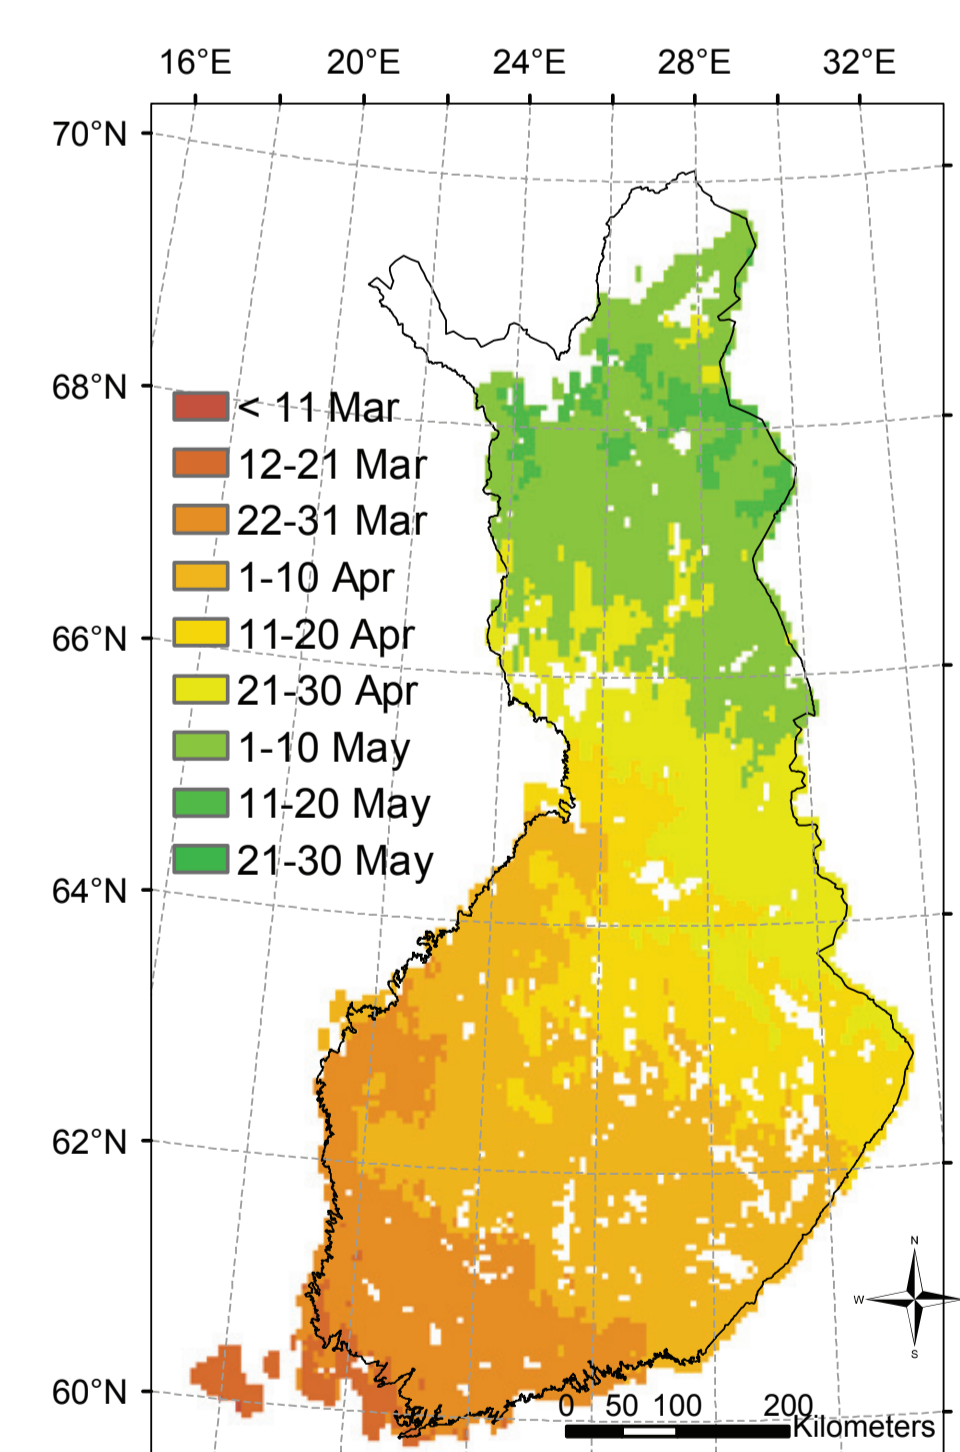 16°E 20°E 24°E 28°E 32°E
70°N
68°N
< 11 Mar
12-21 Mar
22-31 Mar
1-10 Apr
66°N
11-20 Apr
21-30 Apr
1-10 May
11-20 May
21-30 May
64°N
62°N
N
W
S
60°N
0 50 100 200
Kilometers